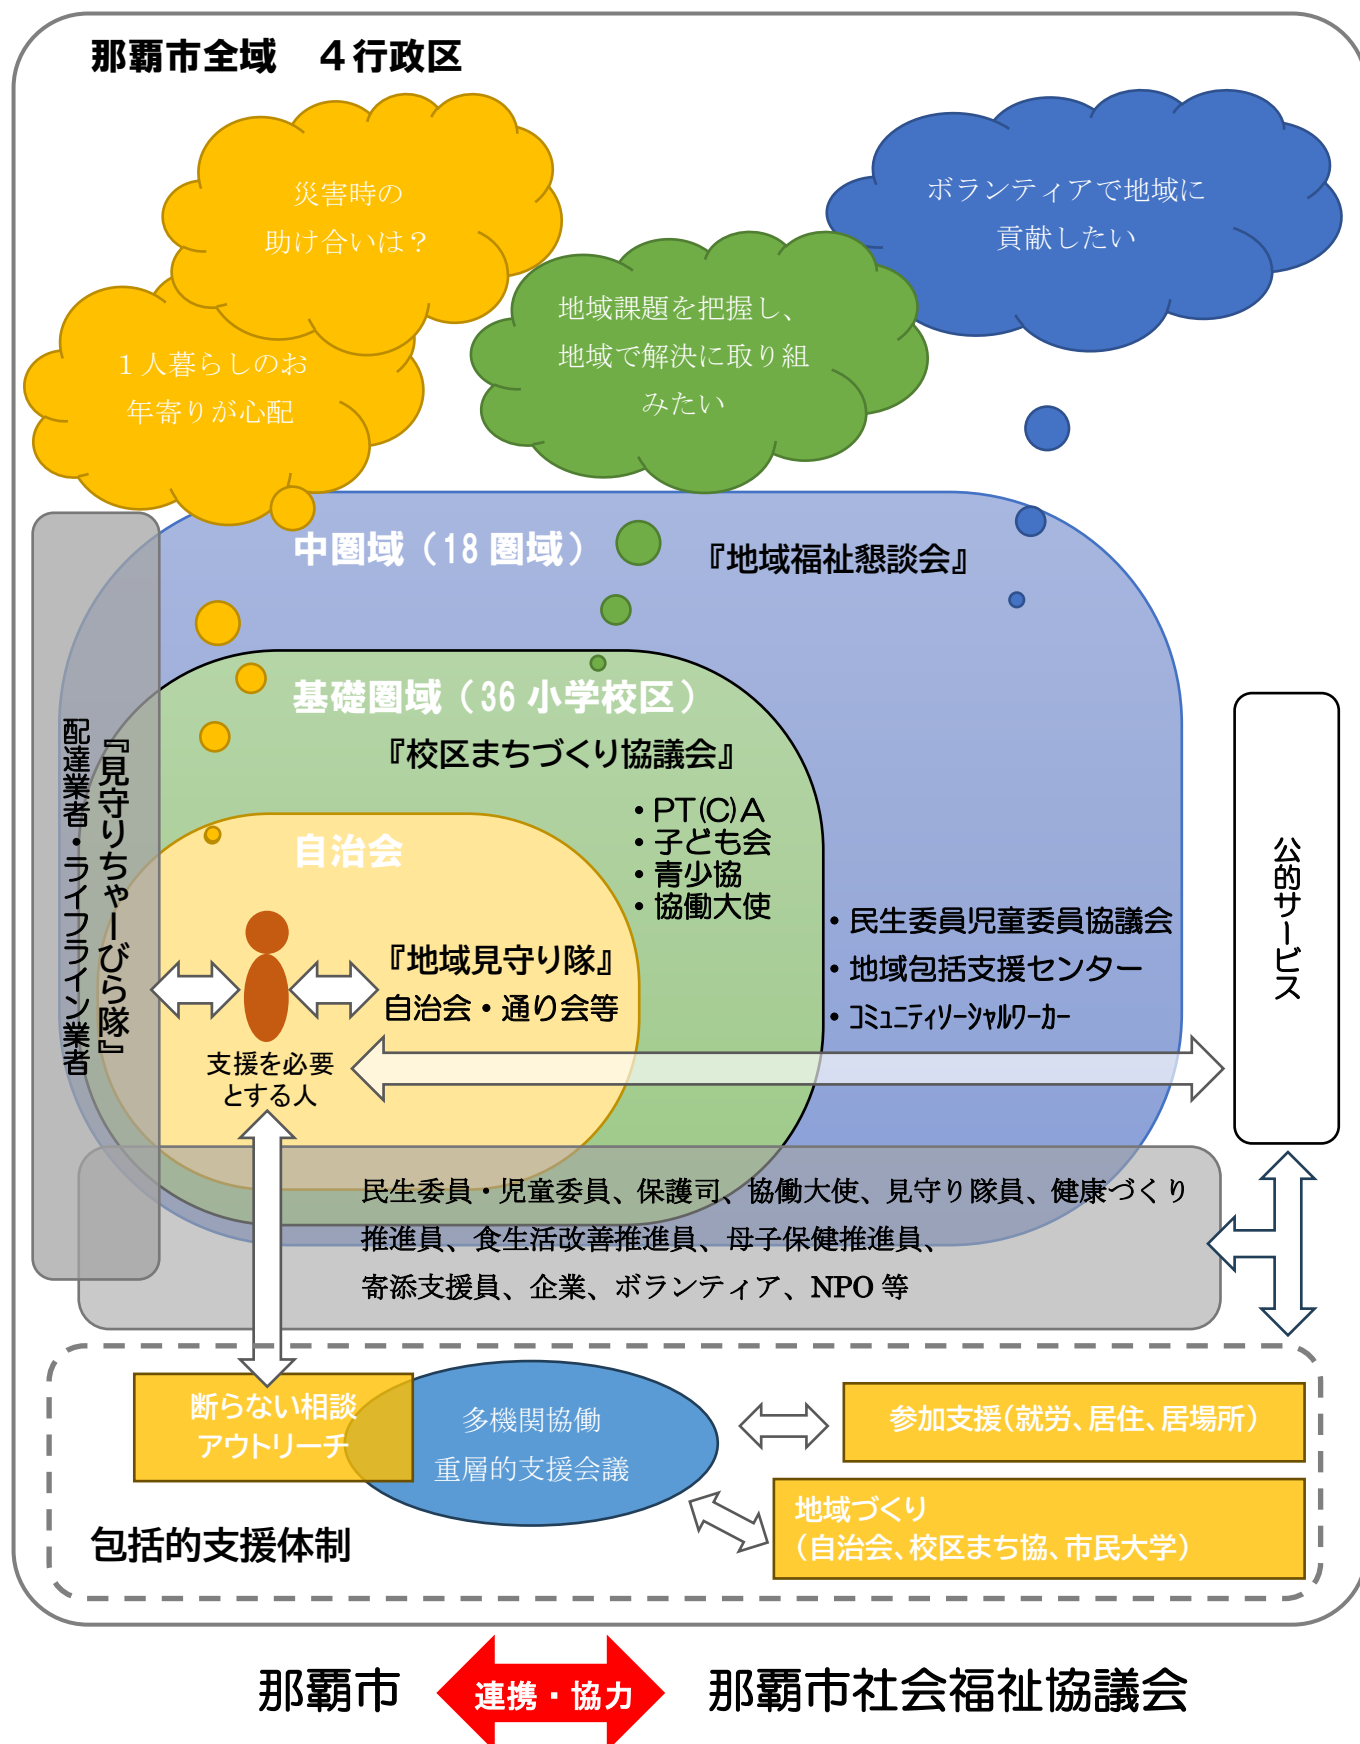 那覇市全域　４行政区
災害時の
助け合いは？
１人暮らしのお
年寄りが心配
地域課題を把握し、
地域で解決に取り組
みたい
ボランティアで地域に
貢献したい
中圏域（18 圏域）
『地域福祉懇談会』
基礎圏域（36 小学校区）
『校区まちづくり協議会』
・PT(C)A
・子ども会
・青少協
・協働大使
自治会
『地域見守り隊』
自治会・通り会等
・民生委員児童委員協議会
・地域包括支援センター
・コミュニティソーシャルワーカー
『見守りちゃーびら隊』
配達業者・ライフライン業者
公的サービス
支援を必要
とする人
民生委員・児童委員、保護司、協働大使、見守り隊員、健康づくり
推進員、食生活改善推進員、母子保健推進員、
寄添支援員、企業、ボランティア、NPO 等
断らない相談
アウトリーチ
多機関協働
重層的支援会議
参加支援（就労、居住、居場所）
地域づくり
（自治会、校区まち協、市民大学）
包括的支援体制
那覇市
連携・協力
那覇市社会福祉協議会